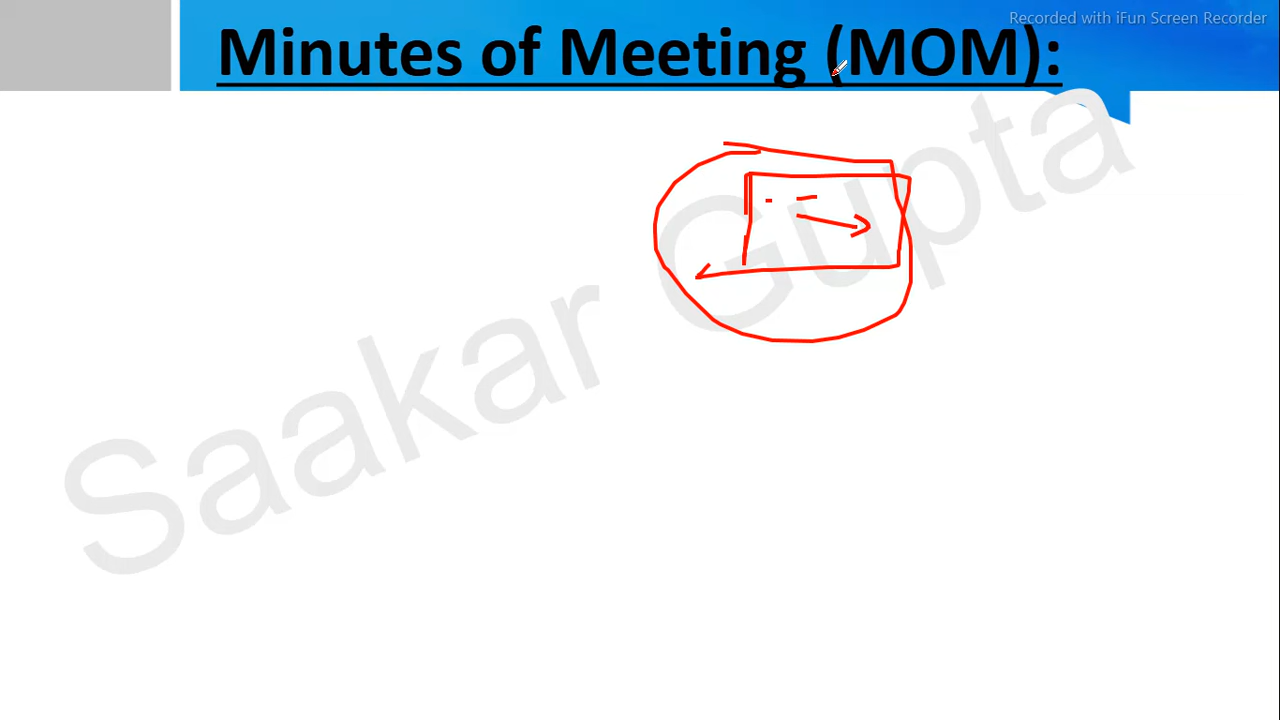 Recorded with iFun Screen Recorder
Minutes of Meeting (MOM):
Saakar Gupta